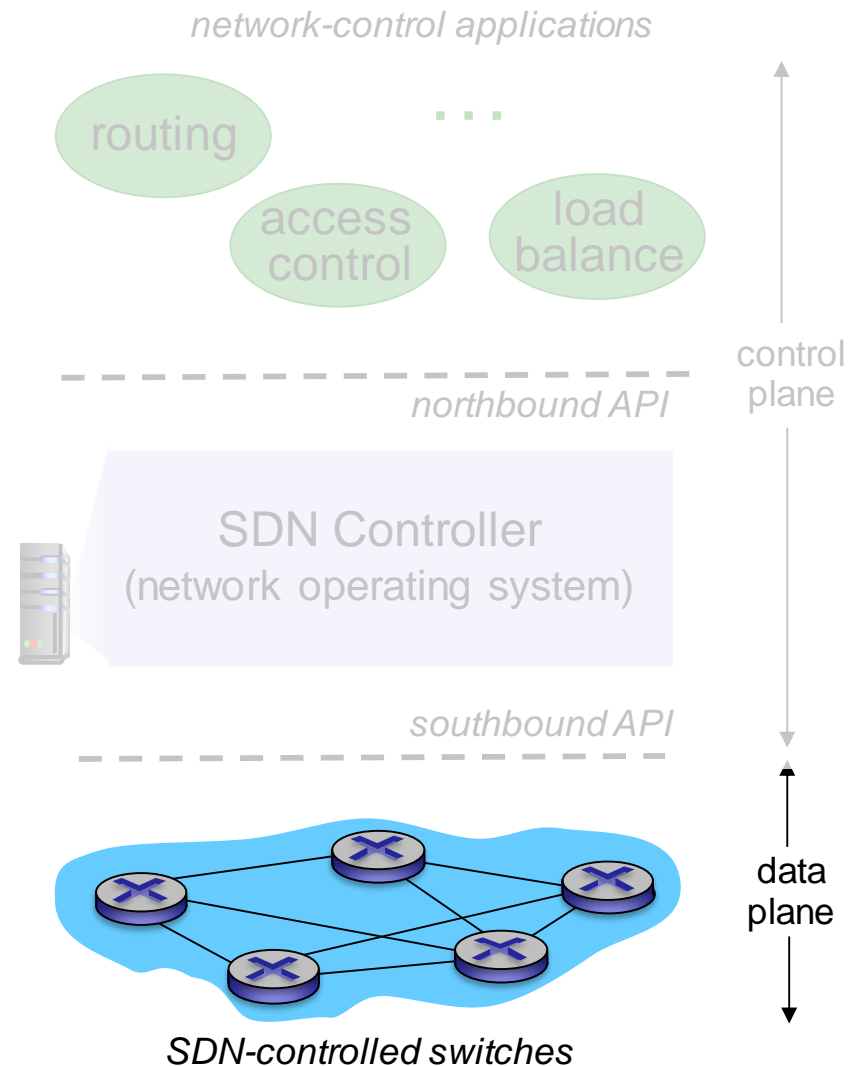 network-control applications
routing
...
access
control
load
balance
control
plane
northbound API
SDN Controller
(network operating system)
southbound API
data
plane
SDN-controlled switches